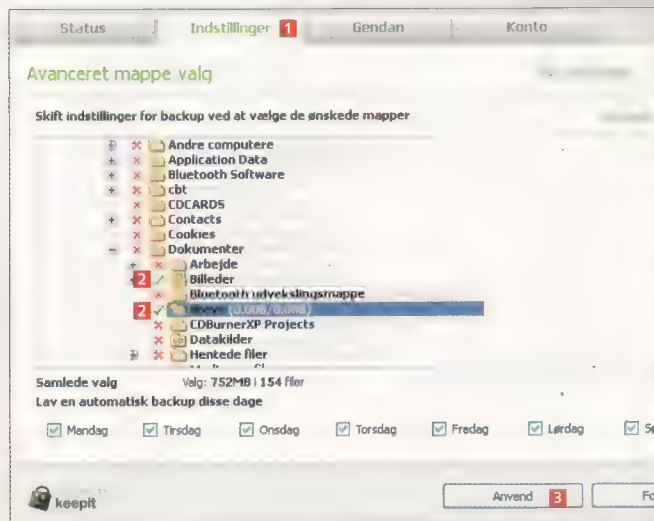 Status
Indstillinger 1
Gendan
Konto
Avanceret mappe valg
Skift indstillinger for backup ved at vælge de ønskede mapper
Andre computere
Application Data
Bluetooth Software
cbt
CDCARDS
Contacts
Cookies
Dokumenter
Arbejde
2 Billeder
Bluetooth udvekslingsmappe
2
CDBurnerXP Projects
Datakilder
Hentede filer
Samlede valg Valg: 752MB i 154 filer
Lav en automatisk backup disse dage
Mandag Tirsdag Onsdag Torsdag Fredag Lørdag
keepit
Anvend 3